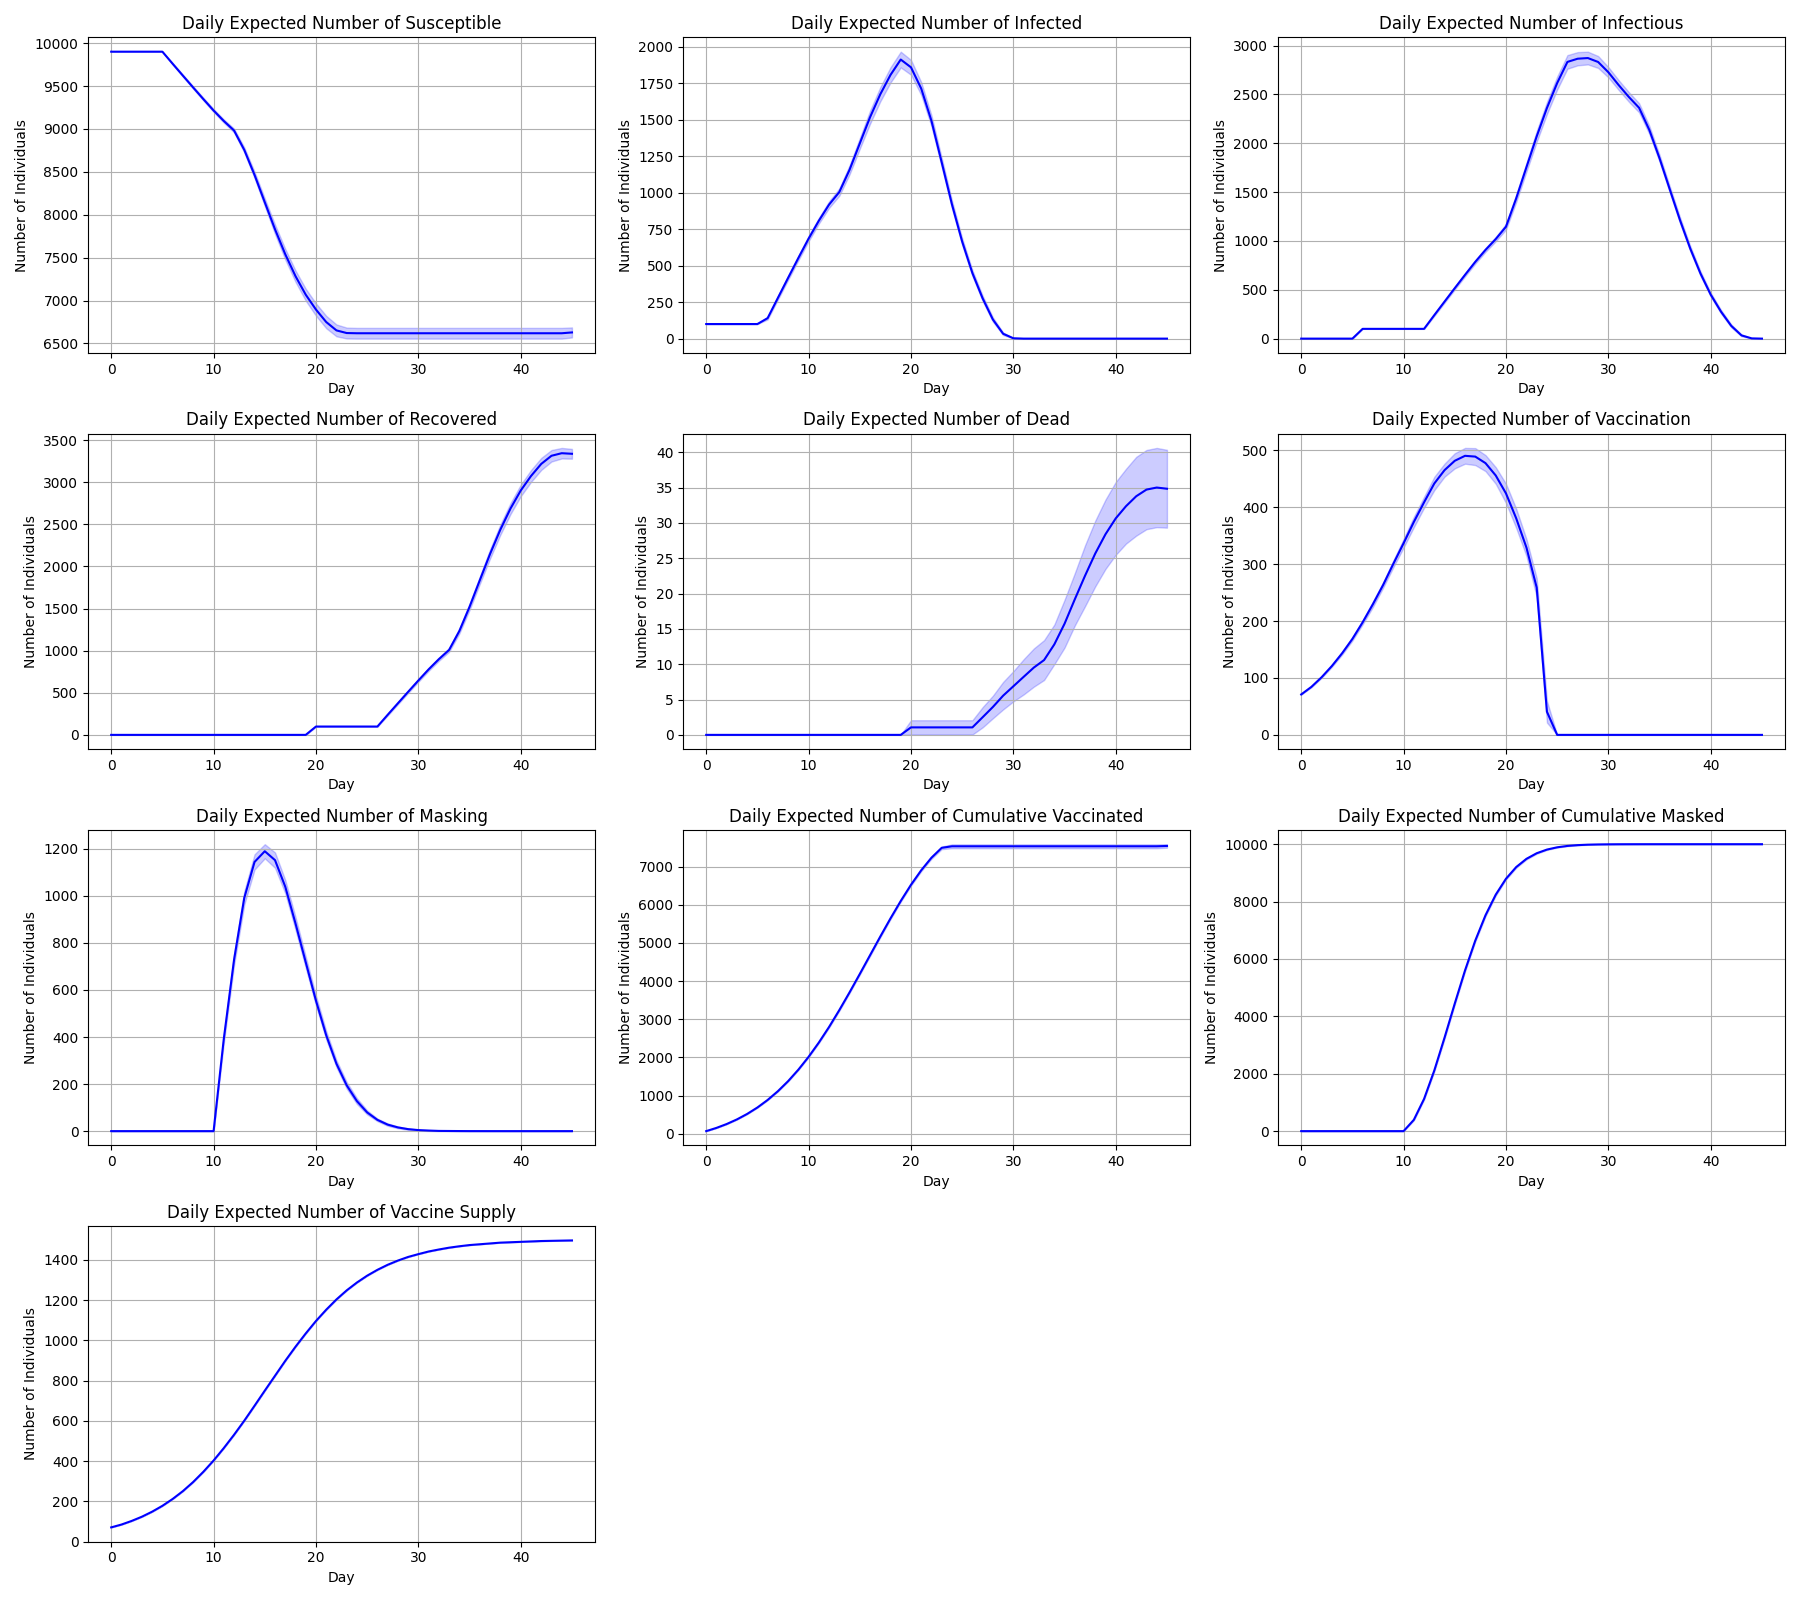 Daily Expected Number of Susceptible
Number of Individuals
10000
9500
9000
8500
8000
7500
7000
6500
0 10 20 30 40
Day
Daily Expected Number of Infected
Number of Individuals
2000
1750
1500
1250
1000
750
500
250
0
0 10 20 30 40
Day
Daily Expected Number of Infectious
Number of Individuals
3000
2500
2000
1500
1000
500
0
0 10 20 30 40
Day
Daily Expected Number of Recovered
Number of Individuals
3500
3000
2500
2000
1500
1000
500
0
0 10 20 30 40
Day
Daily Expected Number of Dead
Number of Individuals
40
35
30
25
20
15
10
5
0
0 10 20 30 40
Day
Daily Expected Number of Vaccination
Number of Individuals
500
400
300
200
100
0
0 10 20 30 40
Day
Daily Expected Number of Masking
Number of Individuals
1200
1000
800
600
400
200
0
0 10 20 30 40
Day
Daily Expected Number of Cumulative Vaccinated
Number of Individuals
7000
6000
5000
4000
3000
2000
1000
0
0 10 20 30 40
Day
Daily Expected Number of Cumulative Masked
Number of Individuals
10000
8000
6000
4000
2000
0
0 10 20 30 40
Day
Daily Expected Number of Vaccine Supply
Number of Individuals
1400
1200
1000
800
600
400
200
0
0 10 20 30 40
Day